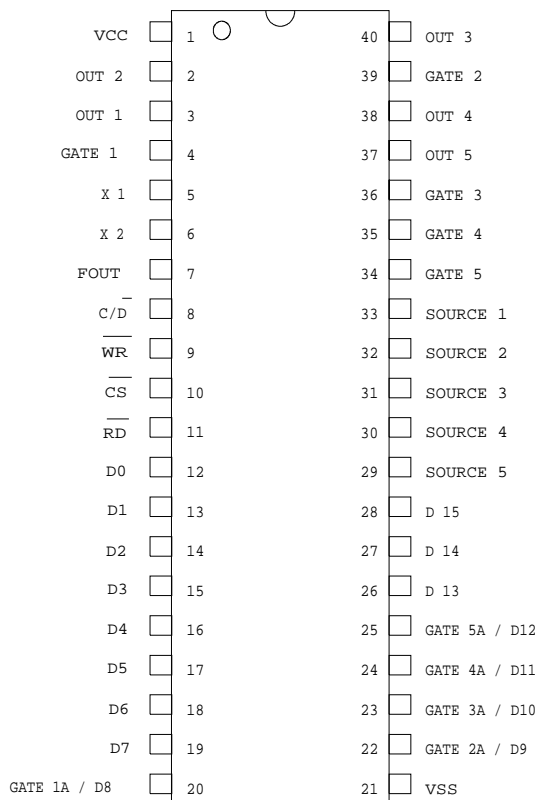 VCC 1 40 OUT 3
OUT 2 2 39 GATE 2
OUT 1 3 38 OUT 4
GATE 1 4 37 OUT 5
X 1 5 36 GATE 3
X 2 6 35 GATE 4
FOUT 7 34 GATE 5
C/D̅ 8 33 SOURCE 1
W̅R̅ 9 32 SOURCE 2
C̅S̅ 10 31 SOURCE 3
R̅D̅ 11 30 SOURCE 4
D0 12 29 SOURCE 5
D1 13 28 D 15
D2 14 27 D 14
D3 15 26 D 13
D4 16 25 GATE 5A / D12
D5 17 24 GATE 4A / D11
D6 18 23 GATE 3A / D10
D7 19 22 GATE 2A / D9
GATE 1A / D8 20 21 VSS